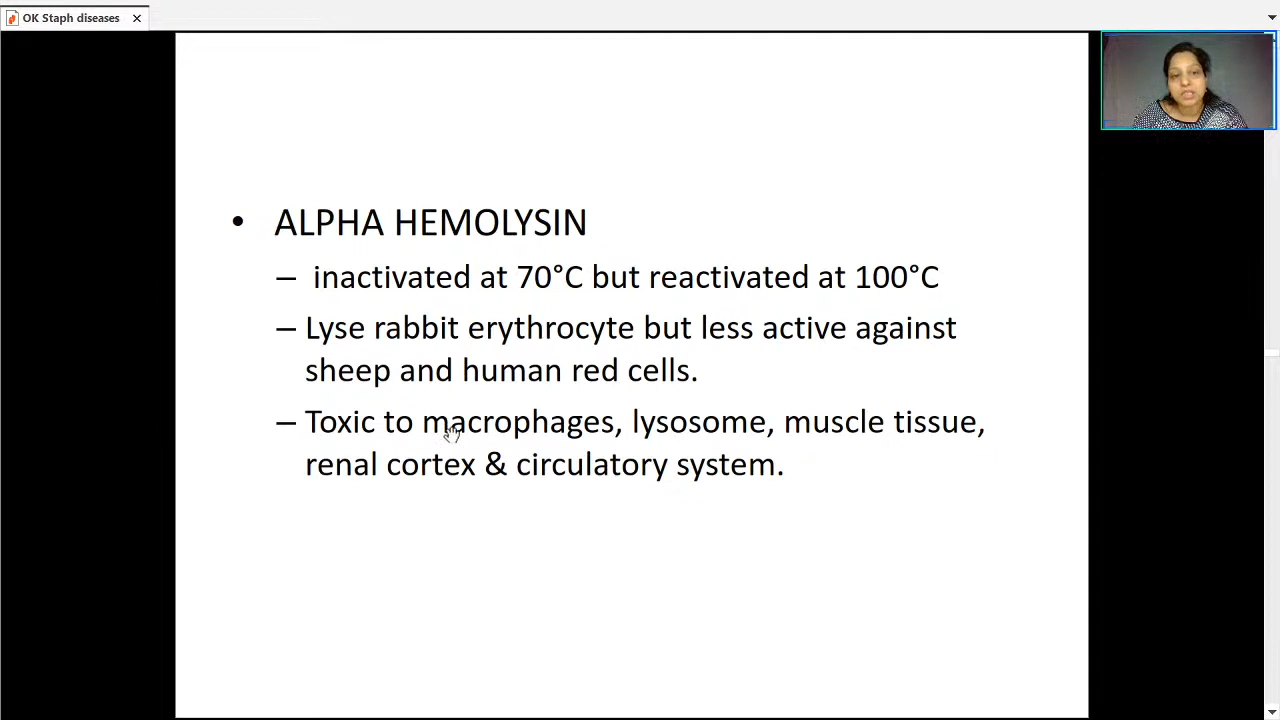 OK Staph diseases
• ALPHA HEMOLYSIN
– inactivated at 70°C but reactivated at 100°C
– Lyse rabbit erythrocyte but less active against
sheep and human red cells.
– Toxic to macrophages, lysosome, muscle tissue,
renal cortex & circulatory system.